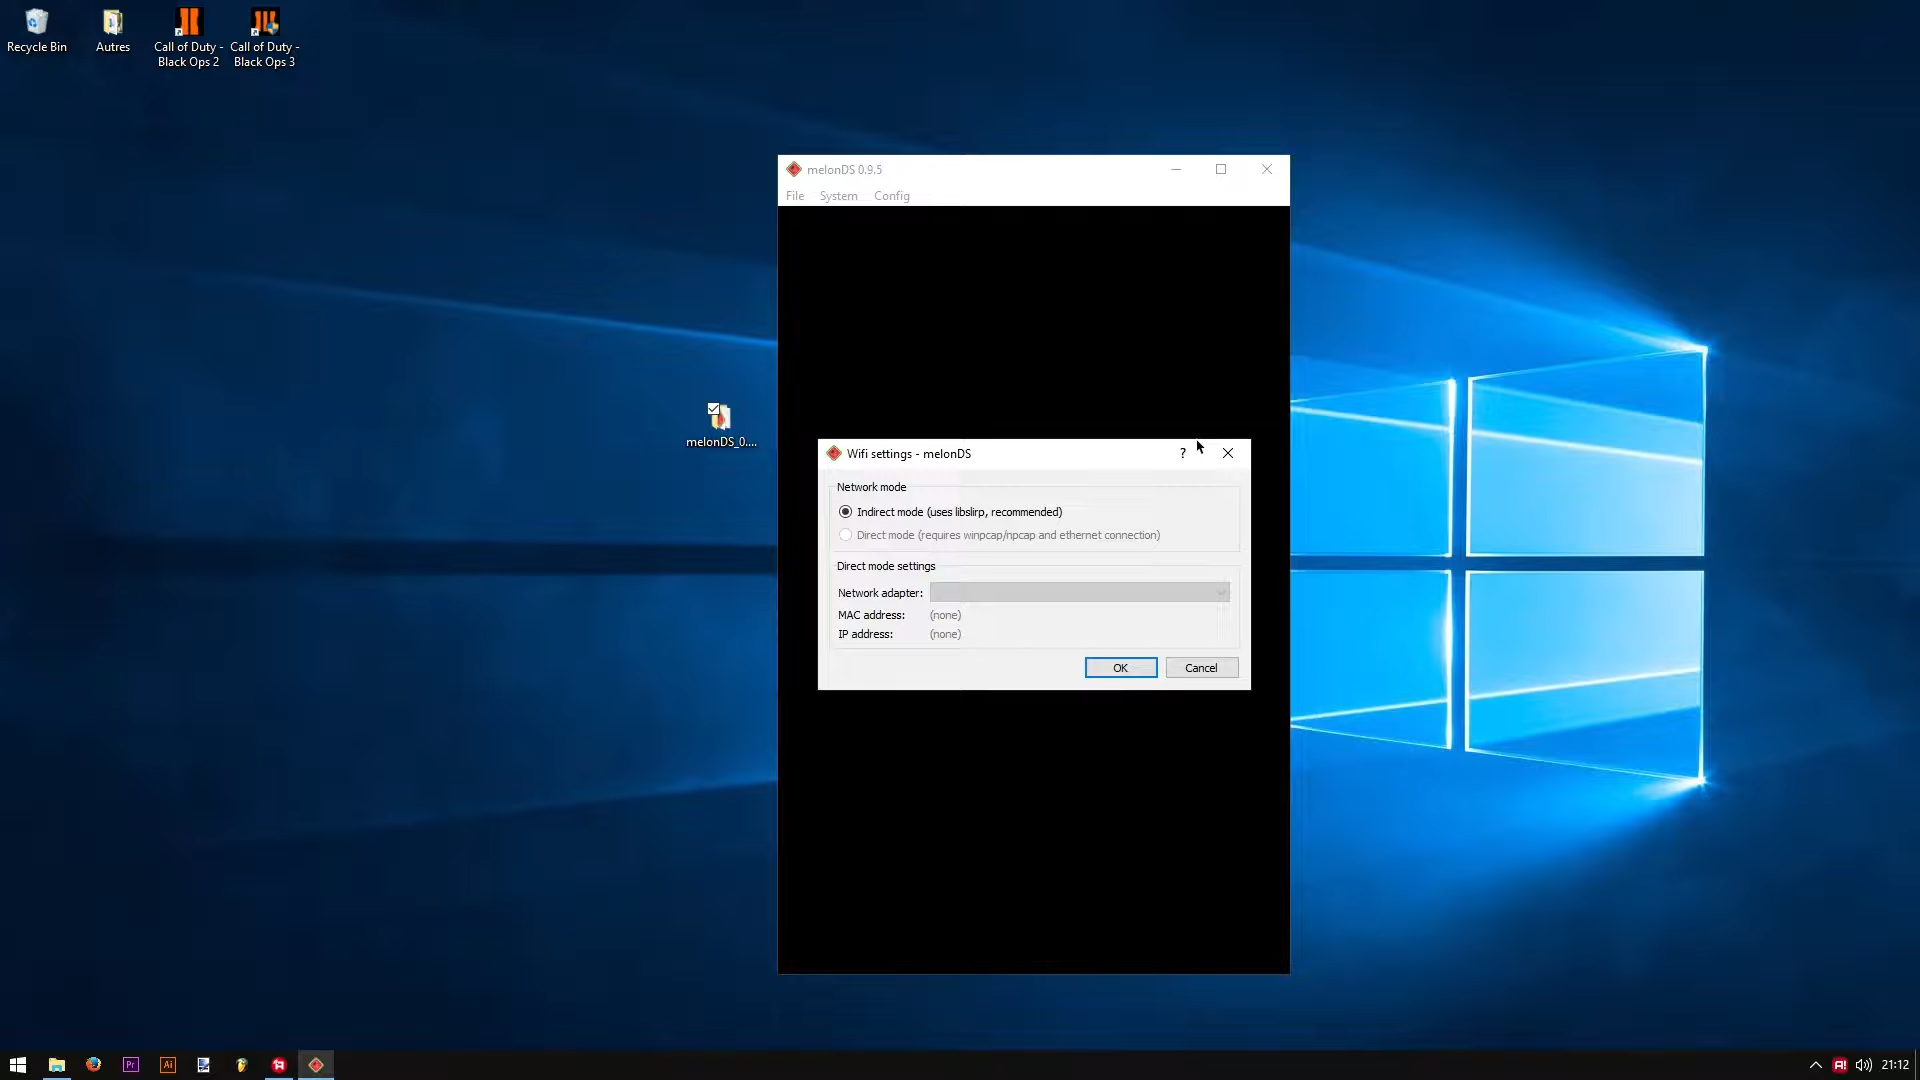 Recycle Bin
Autres
Call of Duty -
Black Ops 2
Call of Duty -
Black Ops 3
melonDS 0.9.5
File System Config
melonDS_0....
Wifi settings - melonDS
?
Network mode
Indirect mode (uses libslirp, recommended)
Direct mode (requires winpcap/npcap and ethernet connection)
Direct mode settings
Network adapter:
MAC address: (none)
IP address: (none)
OK Cancel
Pr
Ai
A!
21:12